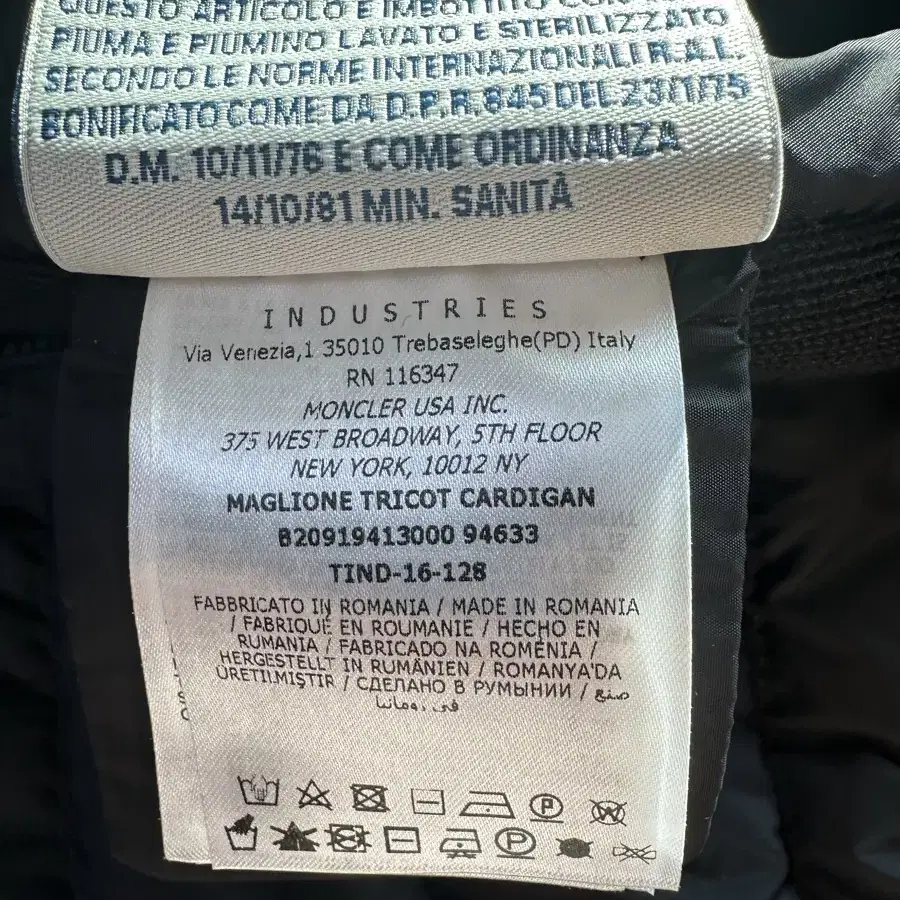 QUESTO ARTICOLO È IMBOTTITO CON
PIUMA E PIUMINO LAVATO E STERILIZZATO
SECONDO LE NORME INTERNAZIONALI R.A.L.
BONIFICATO COME DA D.P.R. 845 DEL 23/1/75
D.M. 10/11/76 E COME ORDINANZA
14/10/81 MIN. SANITÀ
INDUSTRIES
Via Venezia,1 35010 Trebaseleghe(PD) Italy
RN 116347
MONCLER USA INC.
375 WEST BROADWAY, 5TH FLOOR
NEW YORK, 10012 NY
MAGLIONE TRICOT CARDIGAN
B20919413000 94633
TIND-16-128
FABBRICATO IN ROMANIA / MADE IN ROMANIA
/ FABRIQUÉ EN ROUMANIE / HECHO EN
RUMANIA / FABRICADO NA ROMÊNIA /
HERGESTELLT IN RUMÄNIEN / ROMANYA'DA
ÜRETİLMİŞTİR / СДЕЛАНО В РУМЫНИИ / صنع
في رومانيا
P W
P